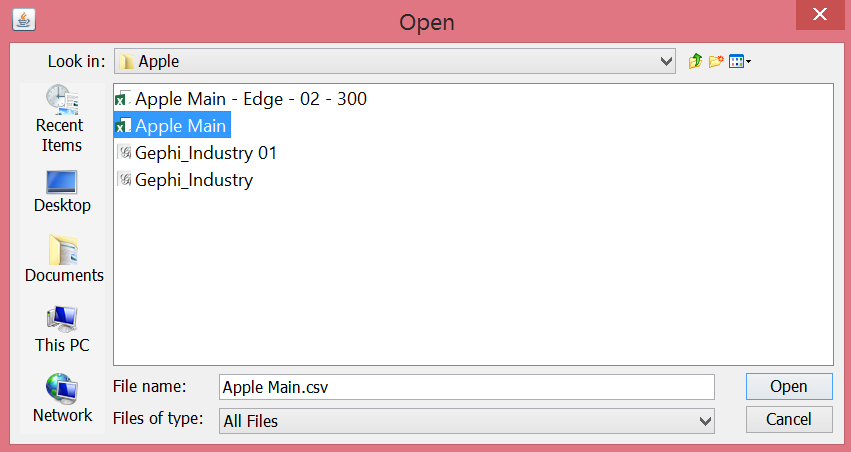 Open
Look in: Apple
Recent Items
Desktop
Documents
This PC
Network
Apple Main - Edge - 02 - 300
Apple Main
Gephi_Industry 01
Gephi_Industry
File name: Apple Main.csv Open
Files of type: All Files Cancel